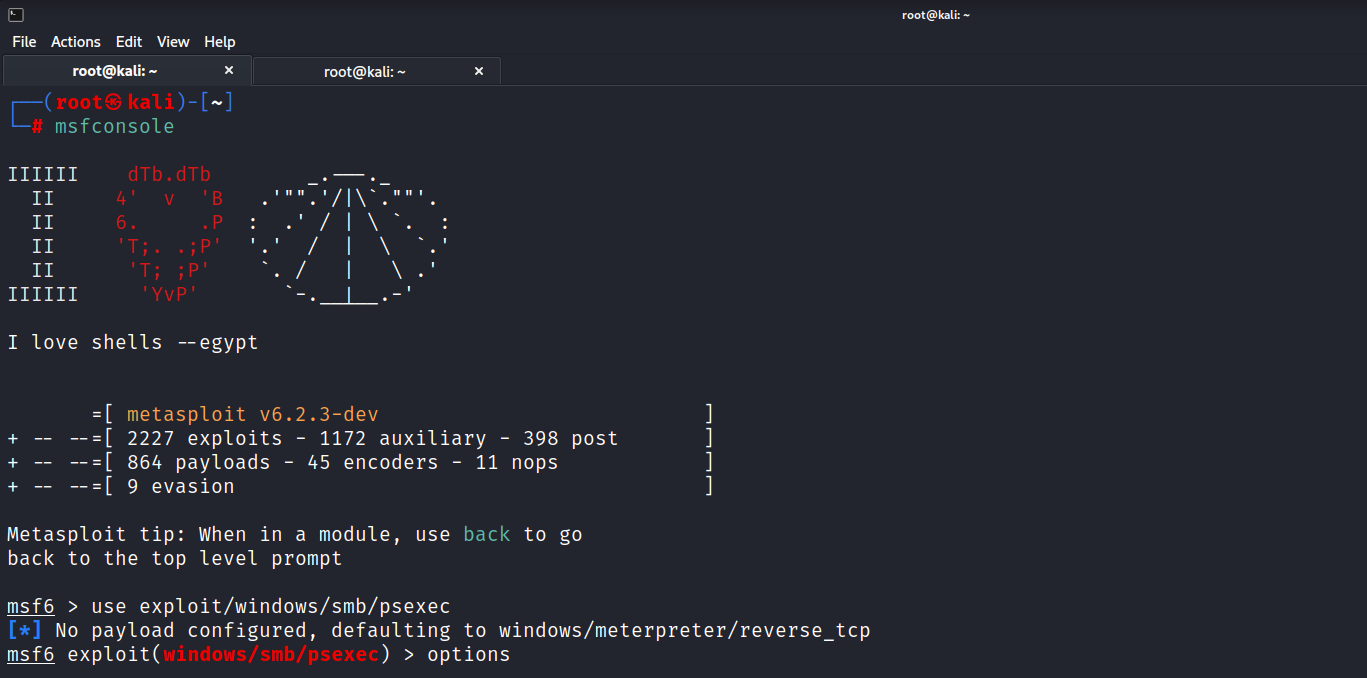 root@kali: ~
File Actions Edit View Help
root@kali: ~ × root@kali: ~ ×
┌──(root㉿kali)-[~]
└─# msfconsole
IIIIII    dTb.dTb        _.---._
  II     4'  v  'B   .'"".'/|\`.""'.
  II     6.     .P  :  .' / | \ `.  :
  II     'T;. .;P'  '.'  /  |  \  `.'
  II      'T; ;P'    `. /   |   \ .'
IIIIII     'YvP'       `-.__|__.-'
I love shells --egypt
       =[ metasploit v6.2.3-dev                           ]
+ -- --=[ 2227 exploits - 1172 auxiliary - 398 post       ]
+ -- --=[ 864 payloads - 45 encoders - 11 nops            ]
+ -- --=[ 9 evasion                                       ]
Metasploit tip: When in a module, use back to go
back to the top level prompt
msf6 > use exploit/windows/smb/psexec
[*] No payload configured, defaulting to windows/meterpreter/reverse_tcp
msf6 exploit(windows/smb/psexec) > options